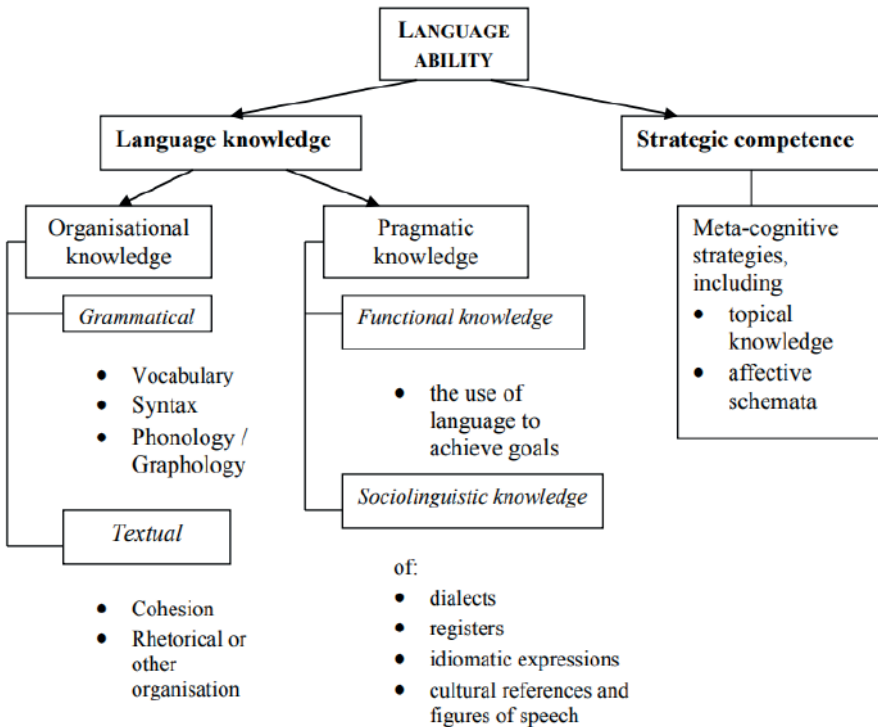 LANGUAGE
ABILITY
Language knowledge
Strategic competence
Organisational
knowledge
Pragmatic
knowledge
Meta-cognitive
strategies,
including
• topical
knowledge
• affective
schemata
Grammatical
• Vocabulary
• Syntax
• Phonology /
Graphology
Textual
• Cohesion
• Rhetorical or
other
organisation
Functional knowledge
• the use of
language to
achieve goals
Sociolinguistic knowledge
of:
• dialects
• registers
• idiomatic expressions
• cultural references and
figures of speech